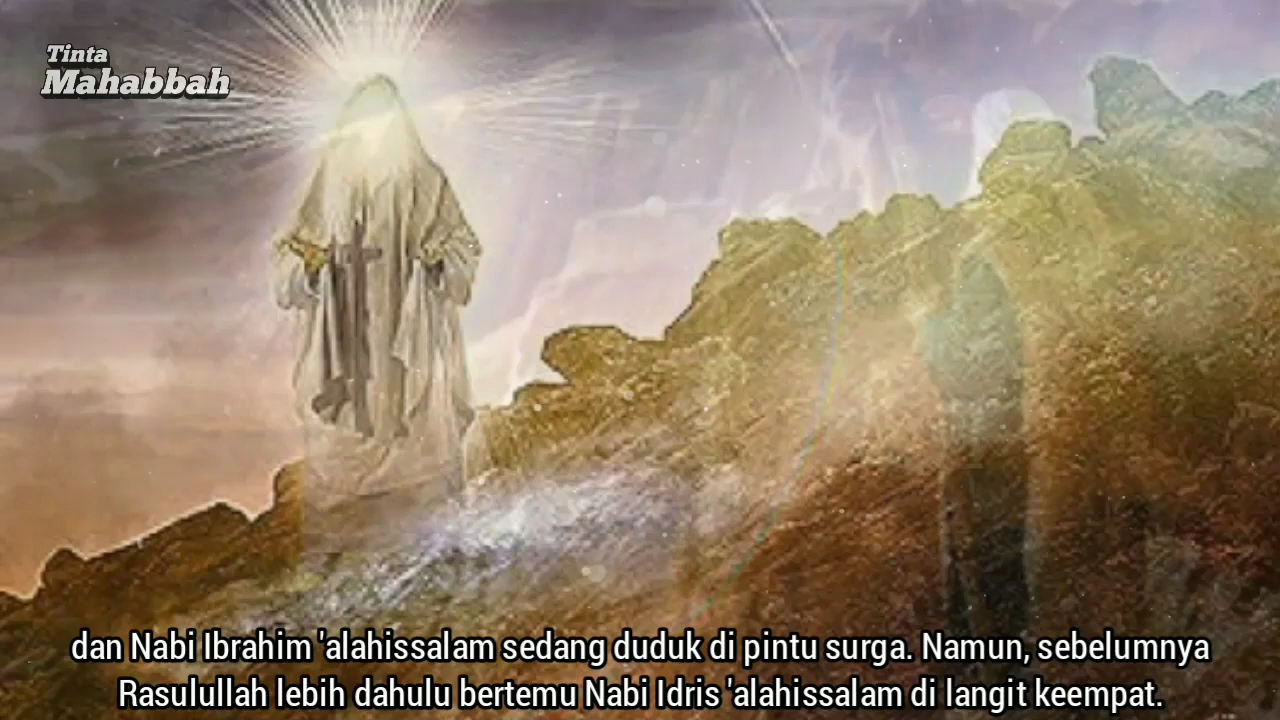 Tinta
Mahabbah
dan Nabi Ibrahim 'alahissalam sedang duduk di pintu surga. Namun, sebelumnya
Rasulullah lebih dahulu bertemu Nabi Idris 'alahissalam di langit keempat.